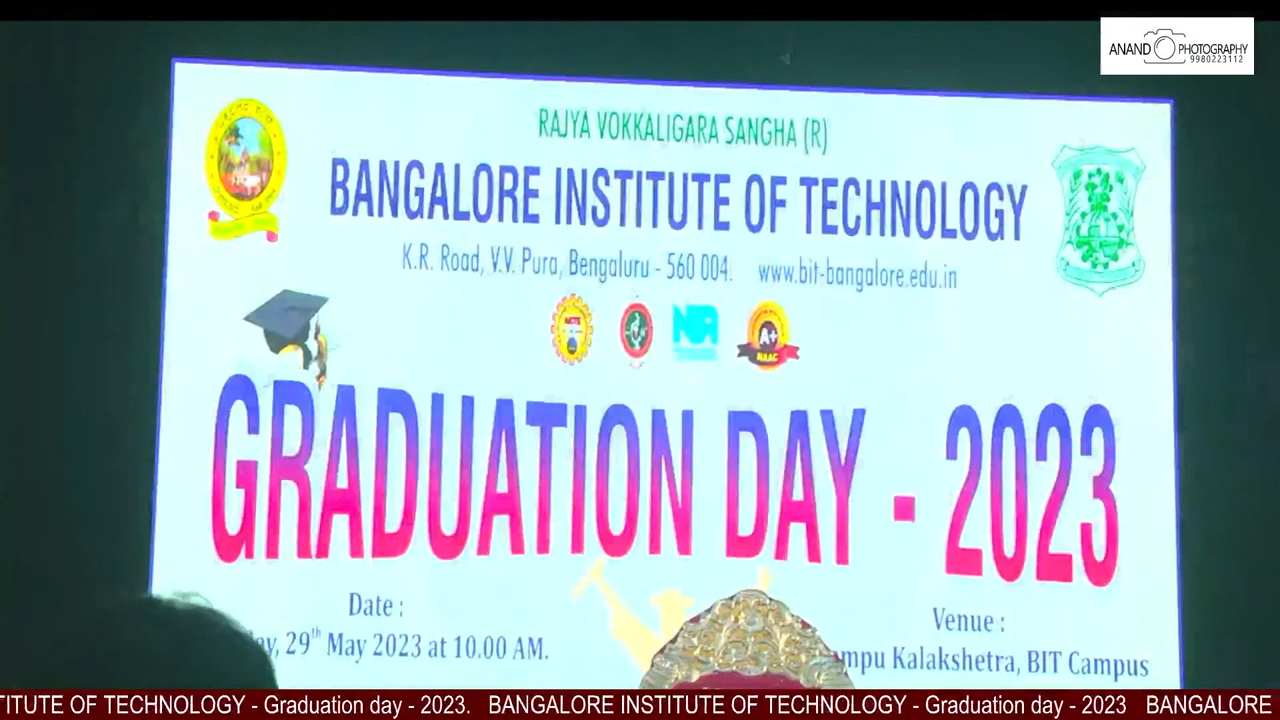 ANAND PHOTOGRAPHY
9980223112
RAJYA VOKKALIGARA SANGHA (R)
BANGALORE INSTITUTE OF TECHNOLOGY
K.R. Road, V.V. Pura, Bengaluru - 560 004. www.bit-bangalore.edu.in
A+
NAAC
GRADUATION DAY - 2023
Date :
29th May 2023 at 10.00 AM.
Venue :
Kalakshetra, BIT Campus
TITUTE OF TECHNOLOGY - Graduation day - 2023. BANGALORE INSTITUTE OF TECHNOLOGY - Graduation day - 2023 BANGALORE